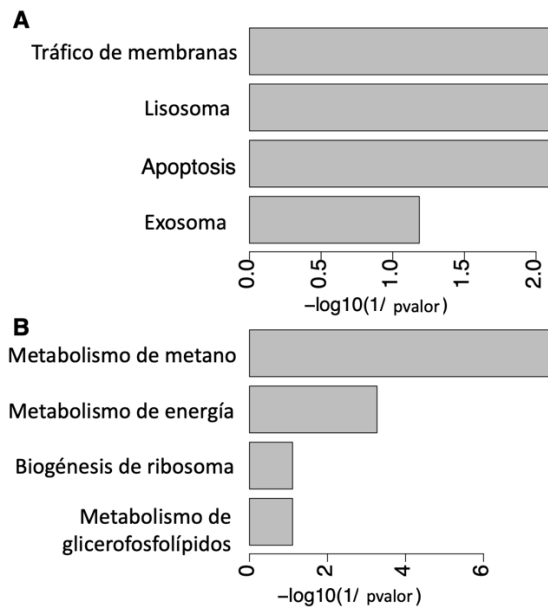 A
Tráfico de membranas
Lisosoma
Apoptosis
Exosoma
0.0 0.5 1.0 1.5 2.0
−log10(1/ pvalor)
B
Metabolismo de metano
Metabolismo de energía
Biogénesis de ribosoma
Metabolismo de
glicerofosfolípidos
0 2 4 6
−log10(1/ pvalor)